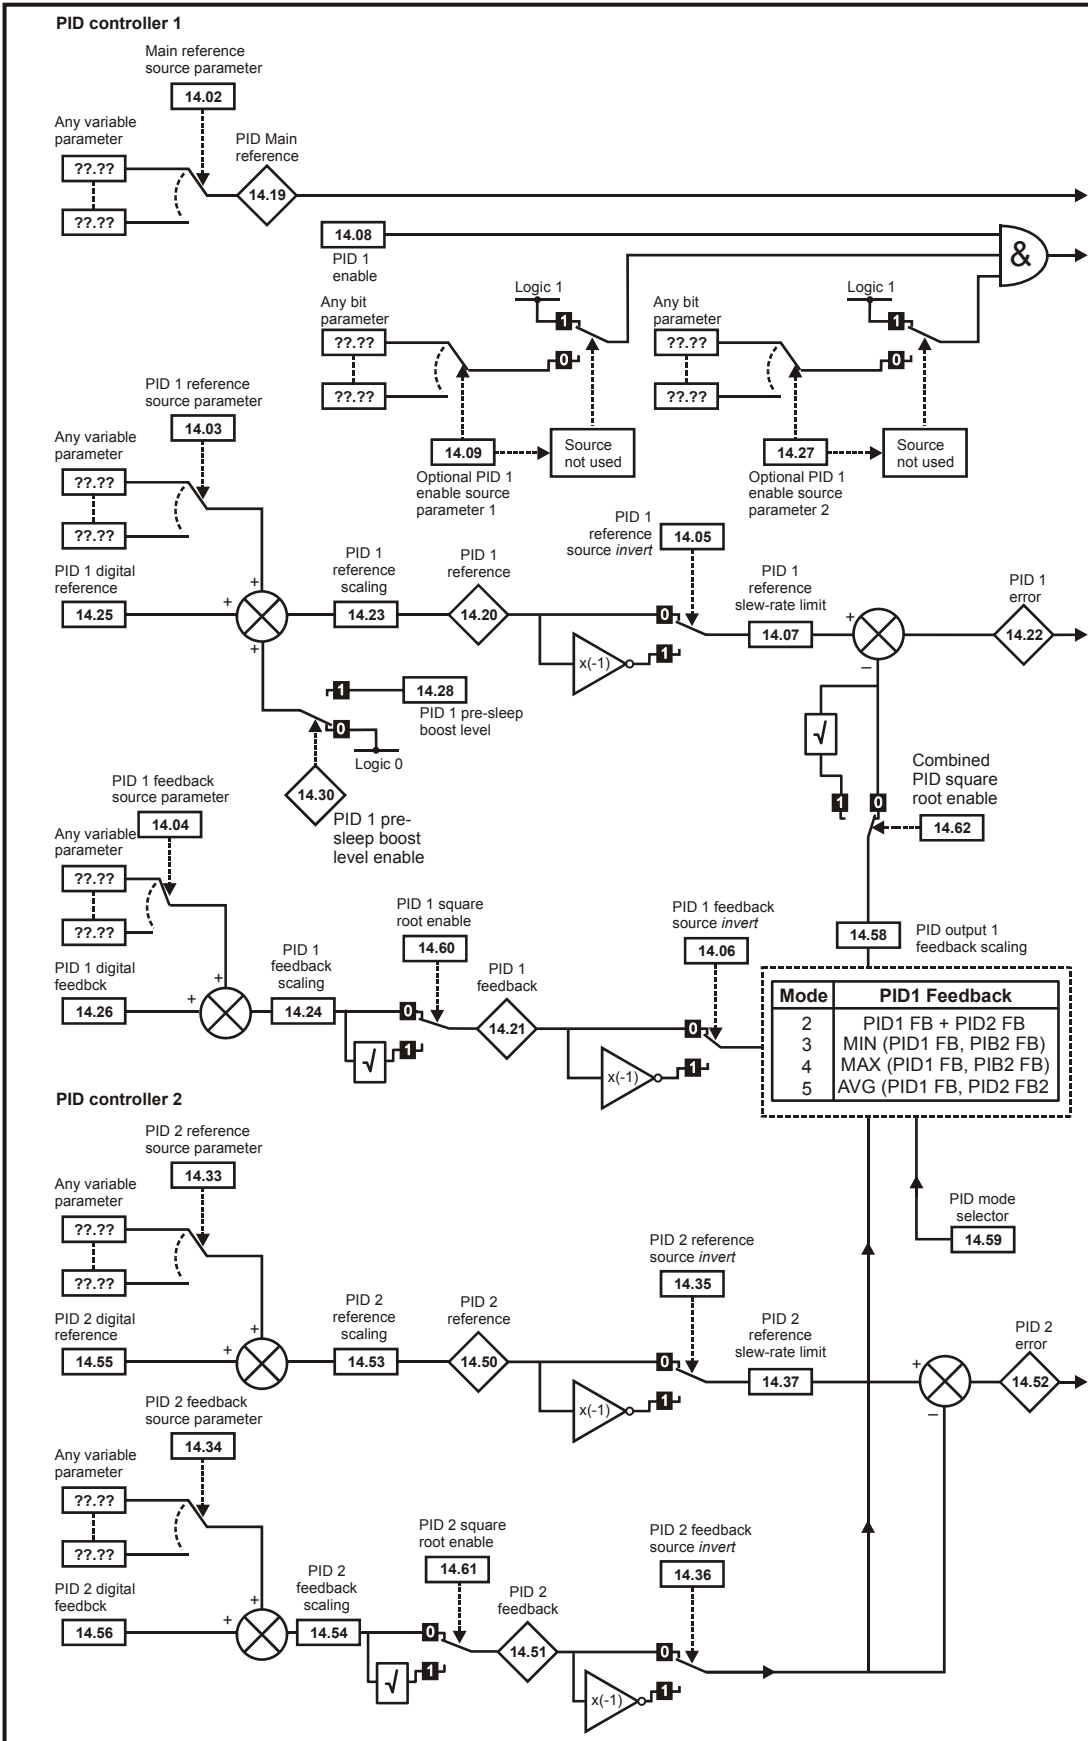 PID controller 1
Main reference
source parameter
14.02
Any variable
parameter
??.??
??.??
PID Main
reference
14.19
14.08
PID 1
enable
&
Logic 1
Any bit
parameter
??.??
??.??
1
0
14.09
Optional PID 1
enable source
parameter 1
Source
not used
Logic 1
Any bit
parameter
??.??
??.??
1
0
14.27
Optional PID 1
enable source
parameter 2
Source
not used
PID 1 reference
source parameter
14.03
Any variable
parameter
??.??
??.??
PID 1 digital
reference
14.25
+
+
+
PID 1
reference
scaling
14.23
PID 1
reference
14.20
PID 1
reference
source invert
14.05
0
x(-1)
1
PID 1
reference
slew-rate limit
14.07
+
–
PID 1
error
14.22
1
14.28
PID 1 pre-sleep
boost level
0
Logic 0
14.30
PID 1 pre-
sleep boost
level enable
√
1
0
Combined
PID square
root enable
14.62
PID 1 feedback
source parameter
14.04
Any variable
parameter
??.??
??.??
PID 1 digital
feedbck
14.26
+
+
PID 1
feedback
scaling
14.24
PID 1 square
root enable
14.60
0
√
1
PID 1
feedback
14.21
PID 1 feedback
source invert
14.06
0
x(-1)
1
14.58
PID output 1
feedback scaling
Mode PID1 Feedback
2 PID1 FB + PID2 FB
3 MIN (PID1 FB, PIB2 FB)
4 MAX (PID1 FB, PIB2 FB)
5 AVG (PID1 FB, PID2 FB2
PID controller 2
PID 2 reference
source parameter
14.33
Any variable
parameter
??.??
??.??
PID 2 digital
reference
14.55
+
+
PID 2
reference
scaling
14.53
PID 2
reference
14.50
PID 2 reference
source invert
14.35
0
x(-1)
1
PID 2
reference
slew-rate limit
14.37
PID mode
selector
14.59
+
–
PID 2
error
14.52
PID 2 feedback
source parameter
14.34
Any variable
parameter
??.??
??.??
PID 2 digital
feedbck
14.56
+
+
PID 2
feedback
scaling
14.54
PID 2 square
root enable
14.61
0
√
1
PID 2
feedback
14.51
PID 2 feedback
source invert
14.36
0
x(-1)
1